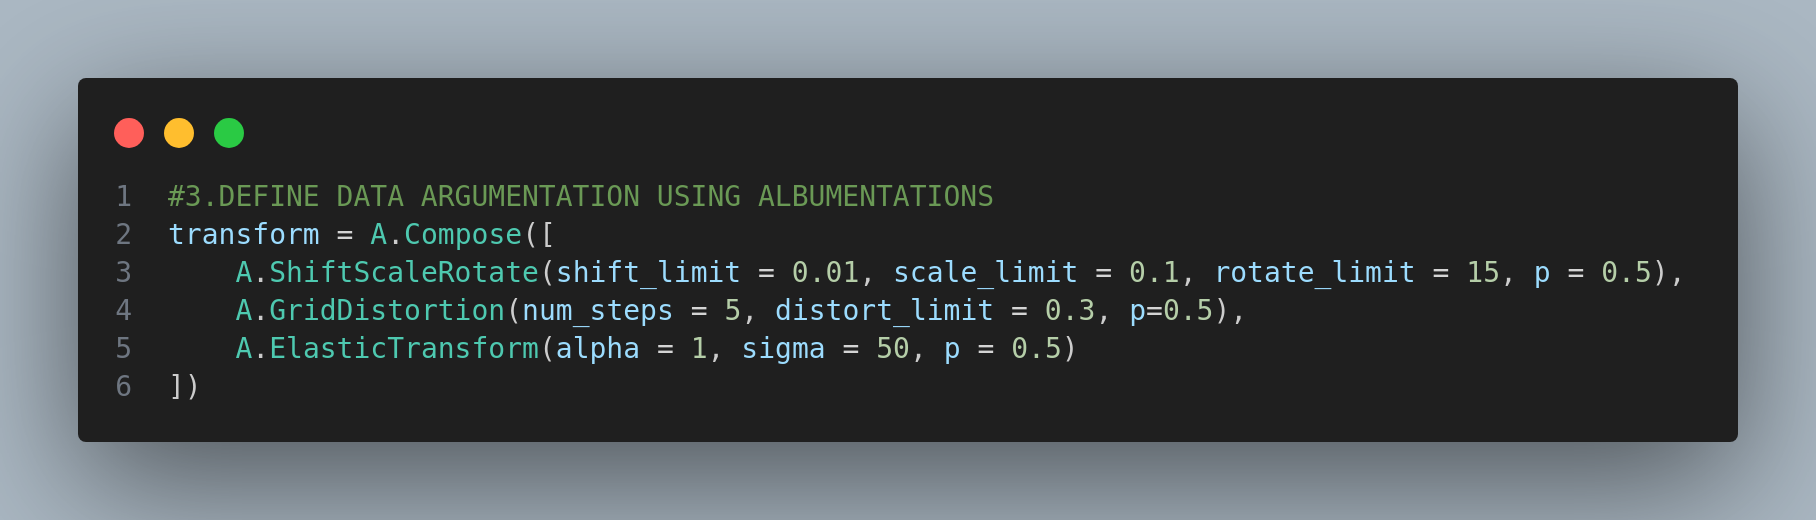 1 #3.DEFINE DATA ARGUMENTATION USING ALBUMENTATIONS
2 transform = A.Compose([
3     A.ShiftScaleRotate(shift_limit = 0.01, scale_limit = 0.1, rotate_limit = 15, p = 0.5),
4     A.GridDistortion(num_steps = 5, distort_limit = 0.3, p=0.5),
5     A.ElasticTransform(alpha = 1, sigma = 50, p = 0.5)
6 ])